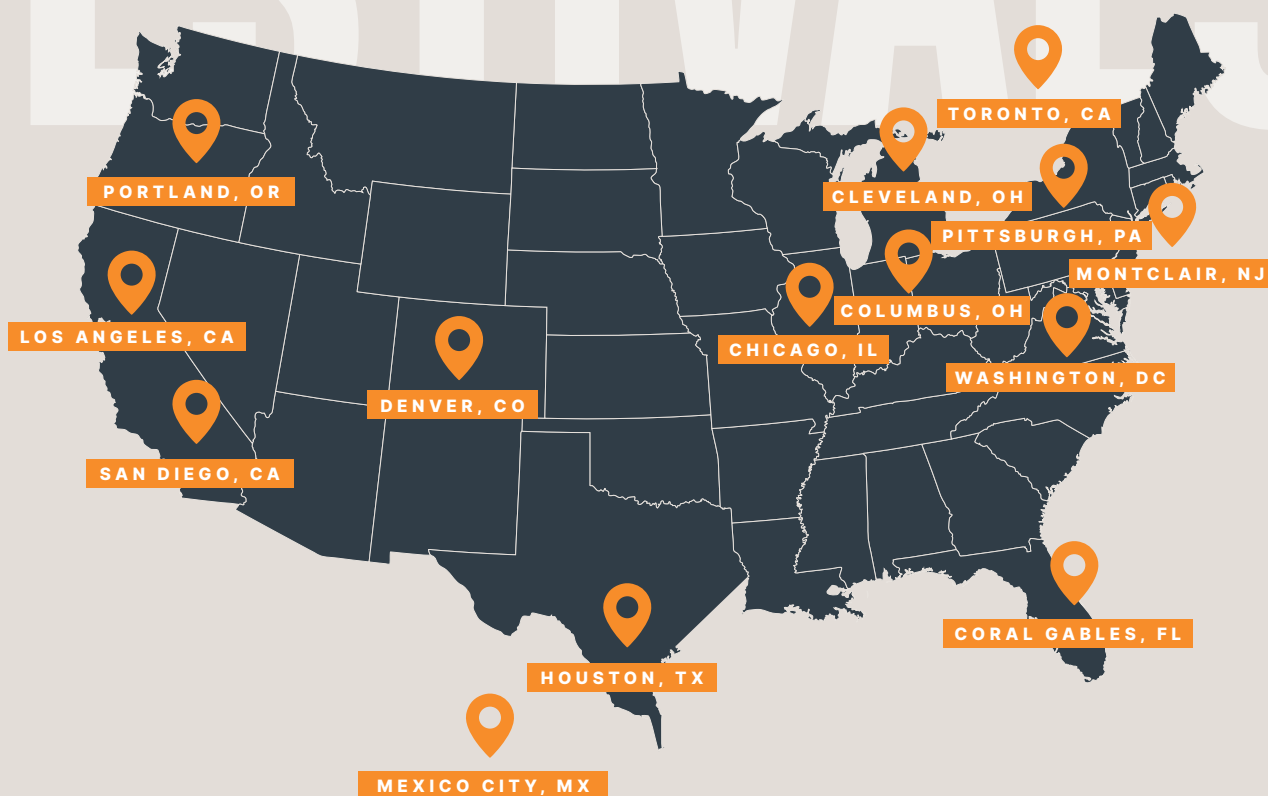 TORONTO, CA
PORTLAND, OR
CLEVELAND, OH
PITTSBURGH, PA
MONTCLAIR, NJ
COLUMBUS, OH
LOS ANGELES, CA
CHICAGO, IL
WASHINGTON, DC
DENVER, CO
SAN DIEGO, CA
CORAL GABLES, FL
HOUSTON, TX
MEXICO CITY, MX